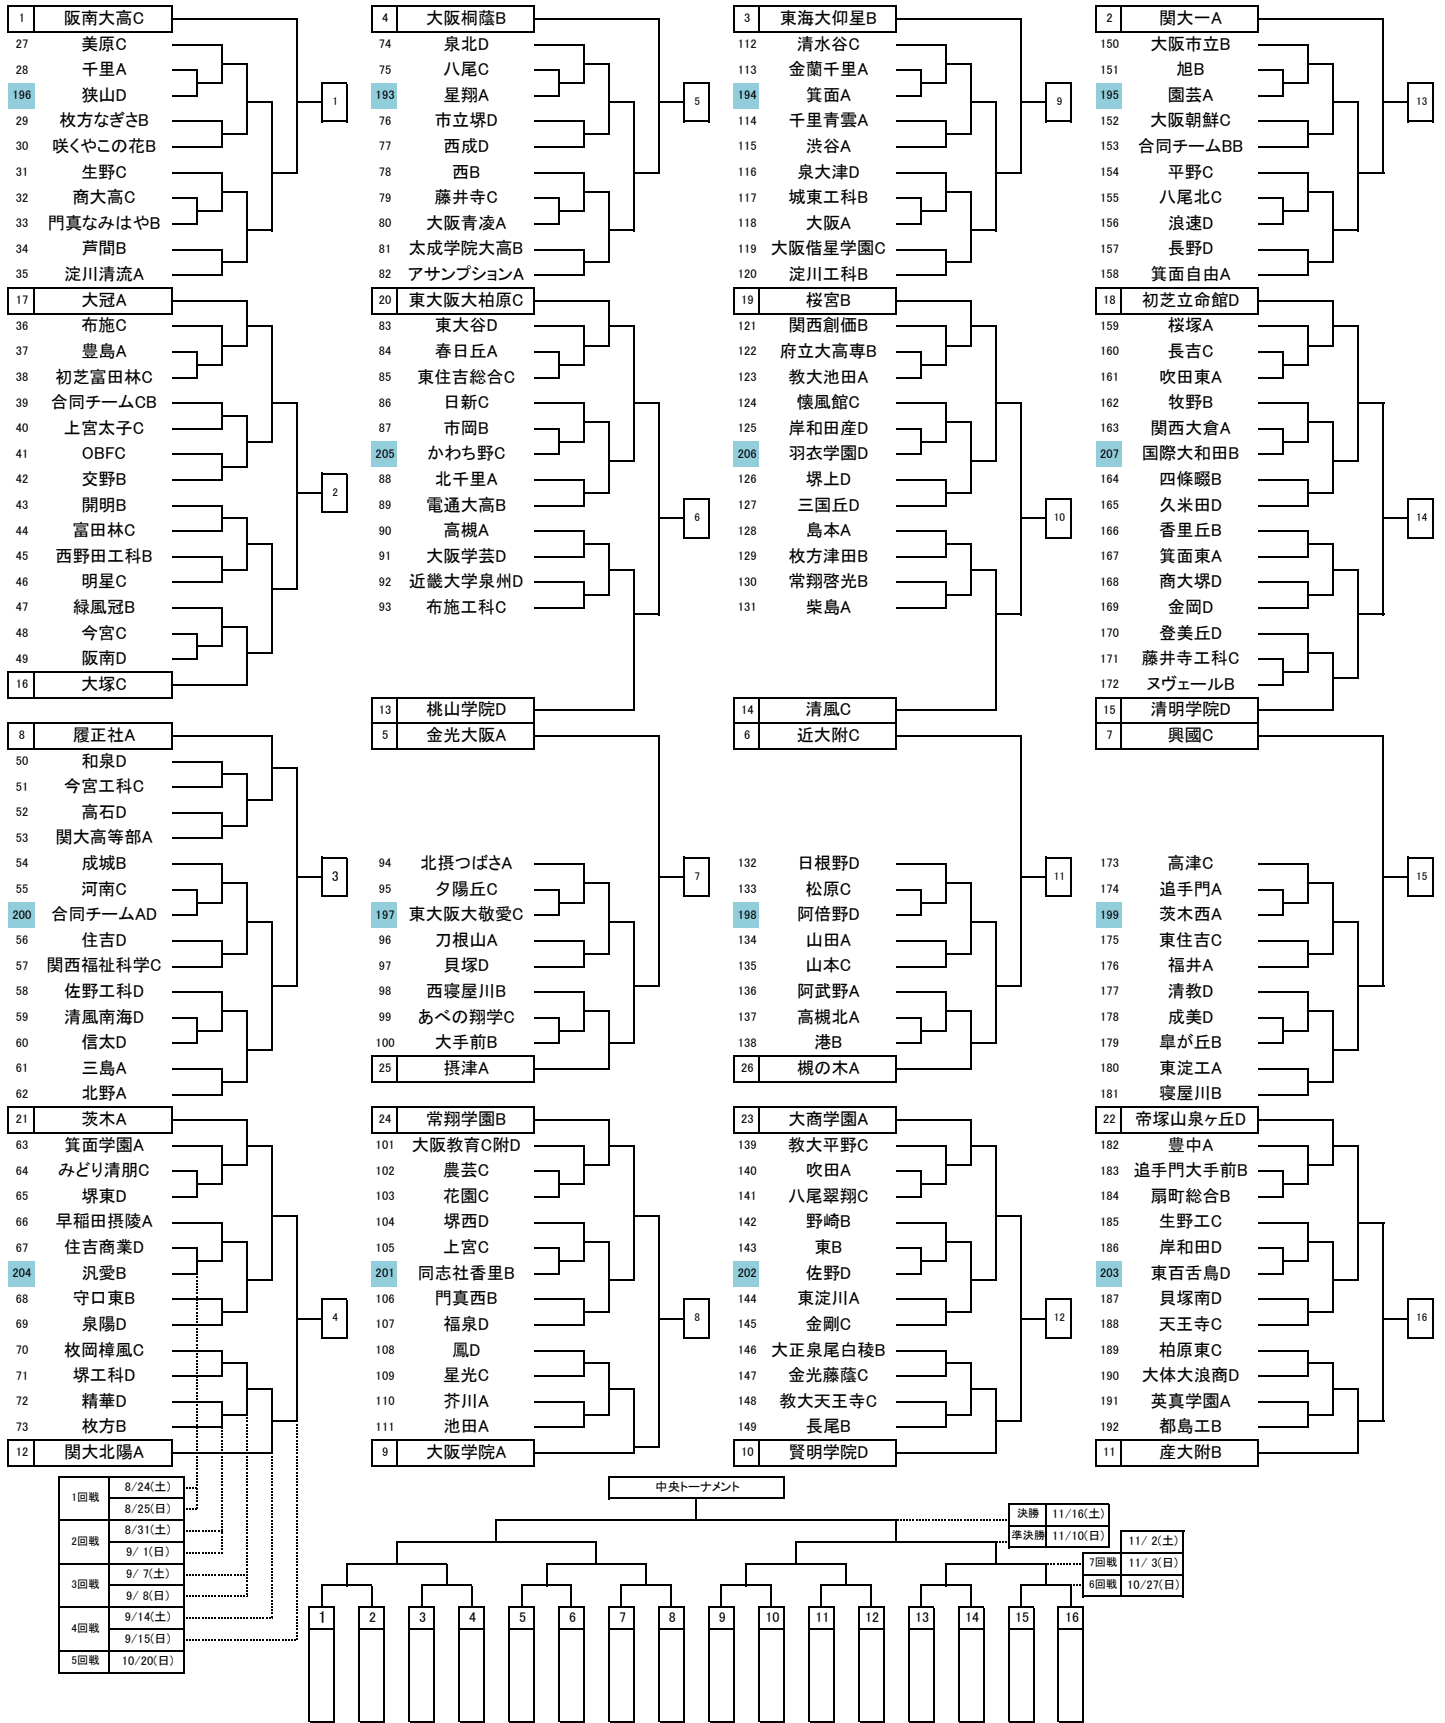 1 阪南大高C
27 美原C
28 千里A
196 狭山D
29 枚方なぎさB
30 咲くやこの花B
31 生野C
32 商大高C
33 門真なみはやB
34 芦間B
35 淀川清流A
1
17 大冠A
36 布施C
37 豊島A
38 初芝富田林C
39 合同チームCB
40 上宮太子C
41 OBFC
42 交野B
43 開明B
44 富田林C
45 西野田工科B
46 明星C
47 緑風冠B
48 今宮C
49 阪南D
16 大塚C
2
8 履正社A
50 和泉D
51 今宮工科C
52 高石D
53 関大高等部A
54 成城B
55 河南C
200 合同チームAD
56 住吉D
57 関西福祉科学C
58 佐野工科D
59 清風南海D
60 信太D
61 三島A
62 北野A
3
21 茨木A
63 箕面学園A
64 みどり清朋C
65 堺東D
66 早稲田摂陵A
67 住吉商業D
204 汎愛B
68 守口東B
69 泉陽D
70 枚岡樟風C
71 堺工科D
72 精華D
73 枚方B
12 関大北陽A
4
4 大阪桐蔭B
74 泉北D
75 八尾C
193 星翔A
76 市立堺D
77 西成D
78 西B
79 藤井寺C
80 大阪青凌A
81 太成学院大高B
82 アサンプションA
5
20 東大阪大柏原C
83 東大谷D
84 春日丘A
85 東住吉総合C
86 日新C
87 市岡B
205 かわち野C
88 北千里A
89 電通大高B
90 高槻A
91 大阪学芸D
92 近畿大学泉州D
93 布施工科C
13 桃山学院D
6
5 金光大阪A
94 北摂つばさA
95 夕陽丘C
197 東大阪大敬愛C
96 刀根山A
97 貝塚D
98 西寝屋川B
99 あべの翔学C
100 大手前B
25 摂津A
7
24 常翔学園B
101 大阪教育C附D
102 農芸C
103 花園C
104 堺西D
105 上宮C
201 同志社香里B
106 門真西B
107 福泉D
108 鳳D
109 星光C
110 芥川A
111 池田A
9 大阪学院A
8
3 東海大仰星B
112 清水谷C
113 金蘭千里A
194 箕面A
114 千里青雲A
115 渋谷A
116 泉大津D
117 城東工科B
118 大阪A
119 大阪偕星学園C
120 淀川工科B
9
19 桜宮B
121 関西創価B
122 府立大高専B
123 教大池田A
124 懐風館C
125 岸和田産D
206 羽衣学園D
126 堺上D
127 三国丘D
128 島本A
129 枚方津田B
130 常翔啓光B
131 柴島A
14 清風C
10
6 近大附C
132 日根野D
133 松原C
198 阿倍野D
134 山田A
135 山本C
136 阿武野A
137 高槻北A
138 港B
26 槻の木A
11
23 大商学園A
139 教大平野C
140 吹田A
141 八尾翠翔C
142 野崎B
143 東B
202 佐野D
144 東淀川A
145 金剛C
146 大正泉尾白稜B
147 金光藤蔭C
148 教大天王寺C
149 長尾B
10 賢明学院D
12
2 関大一A
150 大阪市立B
151 旭B
195 園芸A
152 大阪朝鮮C
153 合同チームBB
154 平野C
155 八尾北C
156 浪速D
157 長野D
158 箕面自由A
13
18 初芝立命館D
159 桜塚A
160 長吉C
161 吹田東A
162 牧野B
163 関西大倉A
207 国際大和田B
164 四條畷B
165 久米田D
166 香里丘B
167 箕面東A
168 商大堺D
169 金岡D
170 登美丘D
171 藤井寺工科C
172 ヌヴェールB
15 清明学院D
14
7 興國C
173 高津C
174 追手門A
199 茨木西A
175 東住吉C
176 福井A
177 清教D
178 成美D
179 阜が丘B
180 東淀工A
181 寝屋川B
15
22 帝塚山泉ヶ丘D
182 豊中A
183 追手門大手前B
184 扇町総合B
185 生野工C
186 岸和田D
203 東百舌鳥D
187 貝塚南D
188 天王寺C
189 柏原東C
190 大体大浪商D
191 英真学園A
192 都島工B
11 産大附B
16
1回戦 8/24(土)
8/25(日)
2回戦 8/31(土)
9/ 1(日)
3回戦 9/ 7(土)
9/ 8(日)
4回戦 9/14(土)
9/15(日)
5回戦 10/20(日)
中央トーナメント
決勝 11/16(土)
準決勝 11/10(日)
11/ 2(土)
7回戦 11/ 3(日)
6回戦 10/27(日)
1 2 3 4 5 6 7 8 9 10 11 12 13 14 15 16